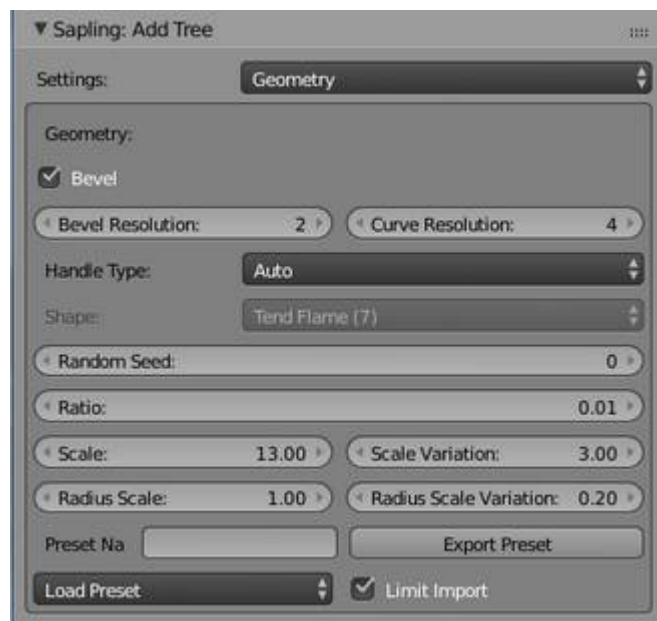 Sapling: Add Tree
Settings: Geometry
Geometry:
Bevel
Bevel Resolution: 2 Curve Resolution: 4
Handle Type: Auto
Shape: Tend Flame (7)
Random Seed: 0
Ratio: 0.01
Scale: 13.00 Scale Variation: 3.00
Radius Scale: 1.00 Radius Scale Variation: 0.20
Preset Na Export Preset
Load Preset Limit Import